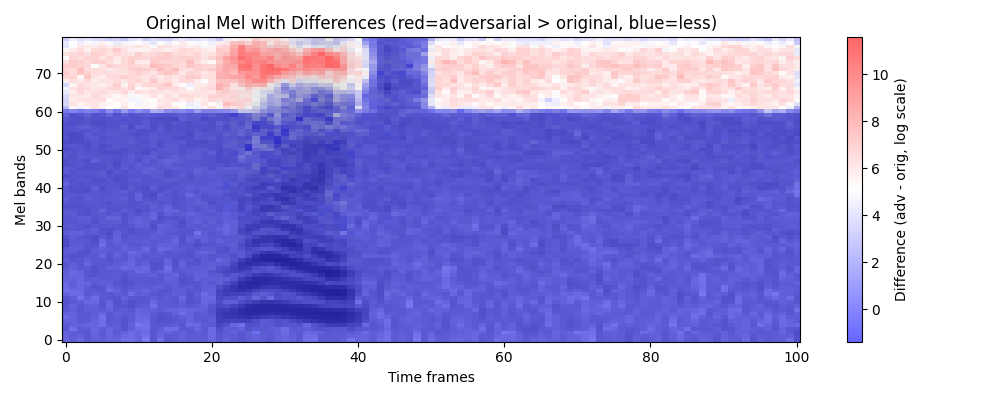 Original Mel with Differences (red=adversarial > original, blue=less)
Mel bands
70
60
50
40
30
20
10
0
0 20 40 60 80 100
Time frames
10
8
6
4
2
0
Difference (adv - orig, log scale)